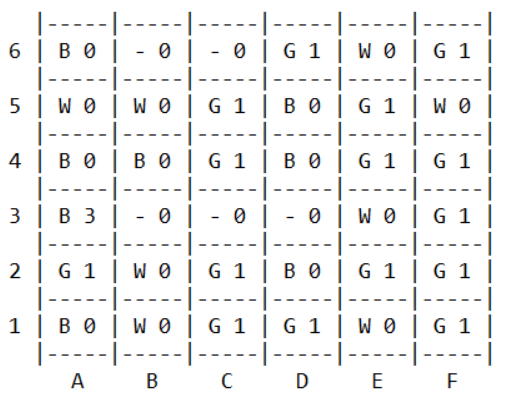 |-----|-----|-----|-----|-----|-----|
6 | B 0 | - 0 | - 0 | G 1 | W 0 | G 1 |
|-----|-----|-----|-----|-----|-----|
5 | W 0 | W 0 | G 1 | B 0 | G 1 | W 0 |
|-----|-----|-----|-----|-----|-----|
4 | B 0 | B 0 | G 1 | B 0 | G 1 | G 1 |
|-----|-----|-----|-----|-----|-----|
3 | B 3 | - 0 | - 0 | - 0 | W 0 | G 1 |
|-----|-----|-----|-----|-----|-----|
2 | G 1 | W 0 | G 1 | B 0 | G 1 | G 1 |
|-----|-----|-----|-----|-----|-----|
1 | B 0 | W 0 | G 1 | G 1 | W 0 | G 1 |
|-----|-----|-----|-----|-----|-----|
A B C D E F